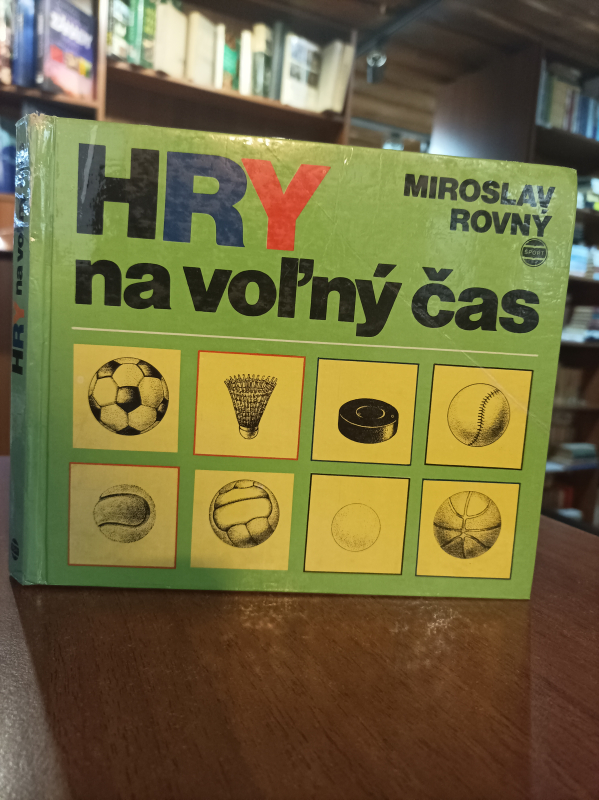 HRY
na voľný čas
MIROSLAV
ROVNÝ
SPORT
HRY na voľ